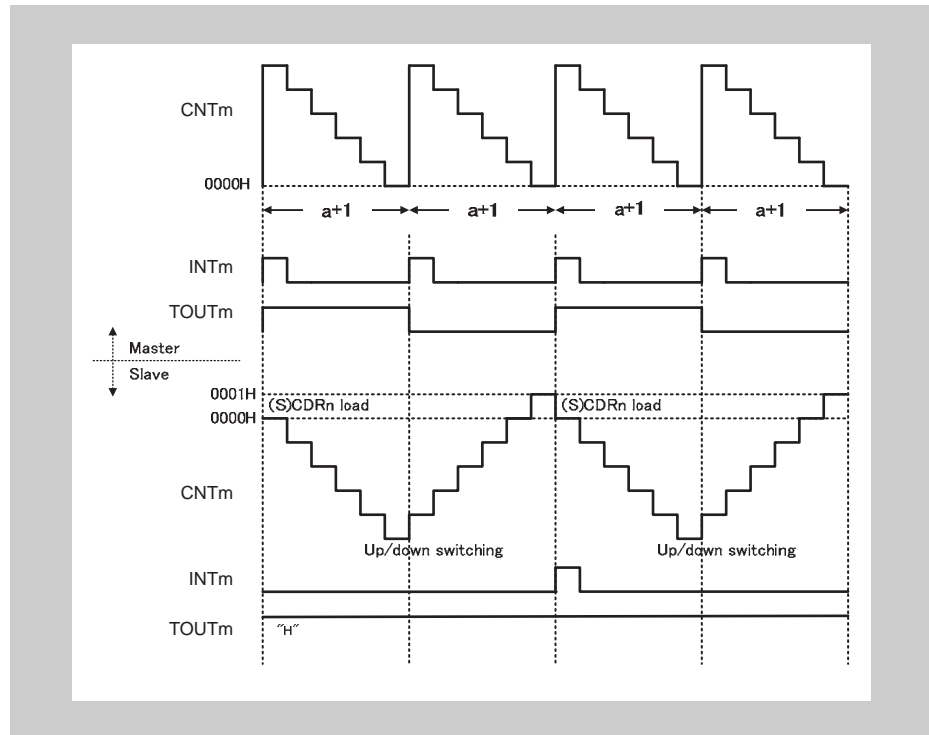 CNTm
0000H
a+1 a+1 a+1 a+1
INTm
TOUTm
Master
Slave
0001H
(S)CDRn load (S)CDRn load
0000H
CNTm
Up/down switching Up/down switching
INTm
TOUTm
"H"